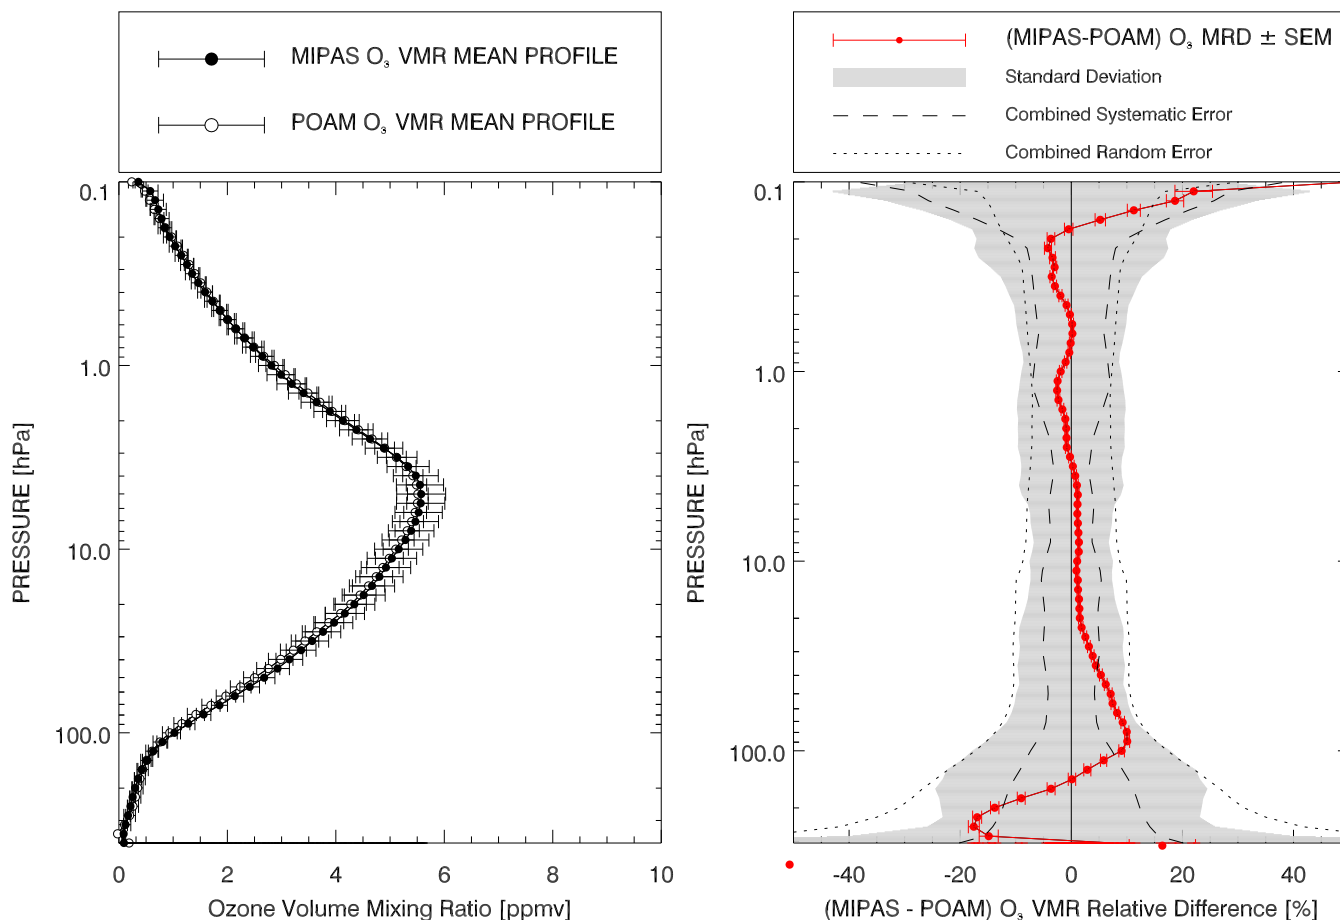 MIPAS O₃ VMR MEAN PROFILE
POAM O₃ VMR MEAN PROFILE
0.1
1.0
10.0
100.0
PRESSURE [hPa]
0 2 4 6 8 10
Ozone Volume Mixing Ratio [ppmv]
(MIPAS-POAM) O₃ MRD ± SEM
Standard Deviation
Combined Systematic Error
Combined Random Error
0.1
1.0
10.0
100.0
PRESSURE [hPa]
-40 -20 0 20 40
(MIPAS - POAM) O₃ VMR Relative Difference [%]